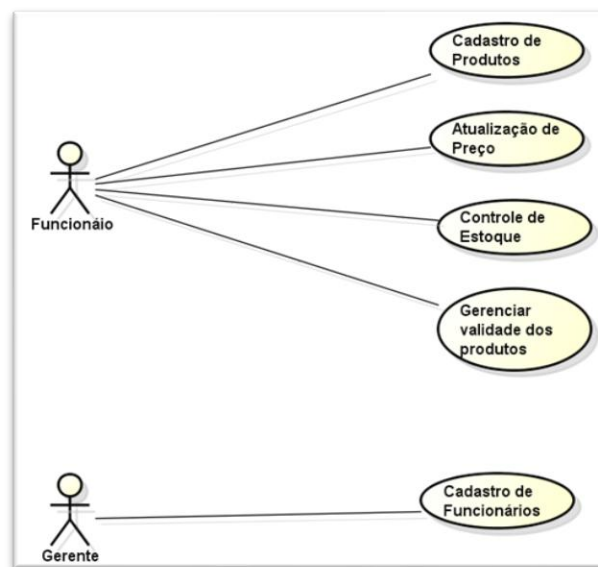 Cadastro de
Produtos
Atualização de
Preço
Funcionáio
Controle de
Estoque
Gerenciar
validade dos
produtos
Cadastro de
Funcionários
Gerente